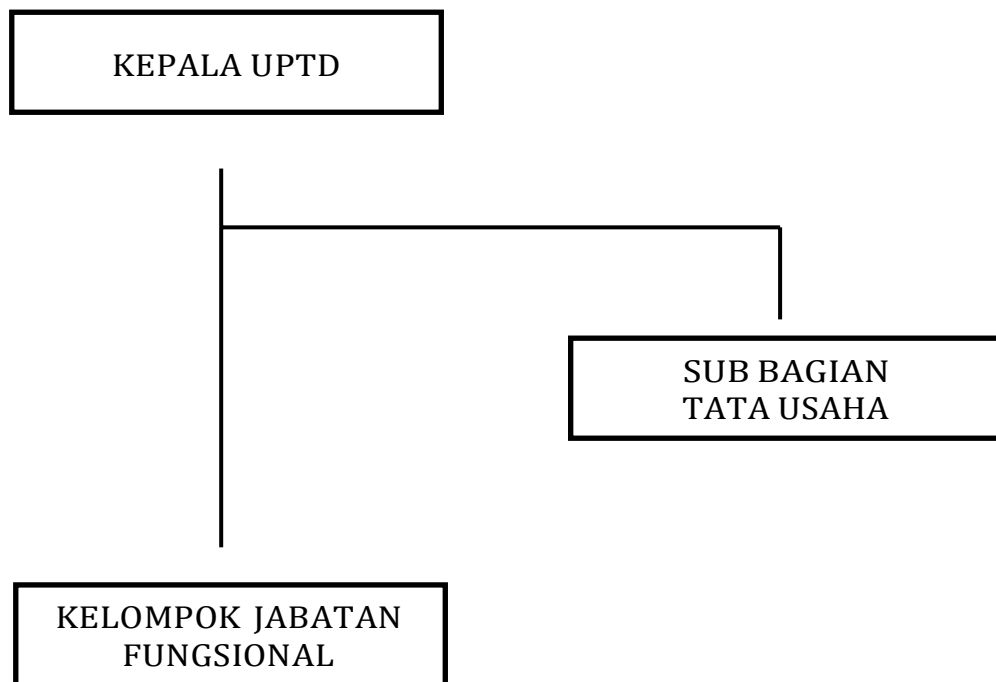 KEPALA UPTD
SUB BAGIAN
TATA USAHA
KELOMPOK JABATAN
FUNGSIONAL